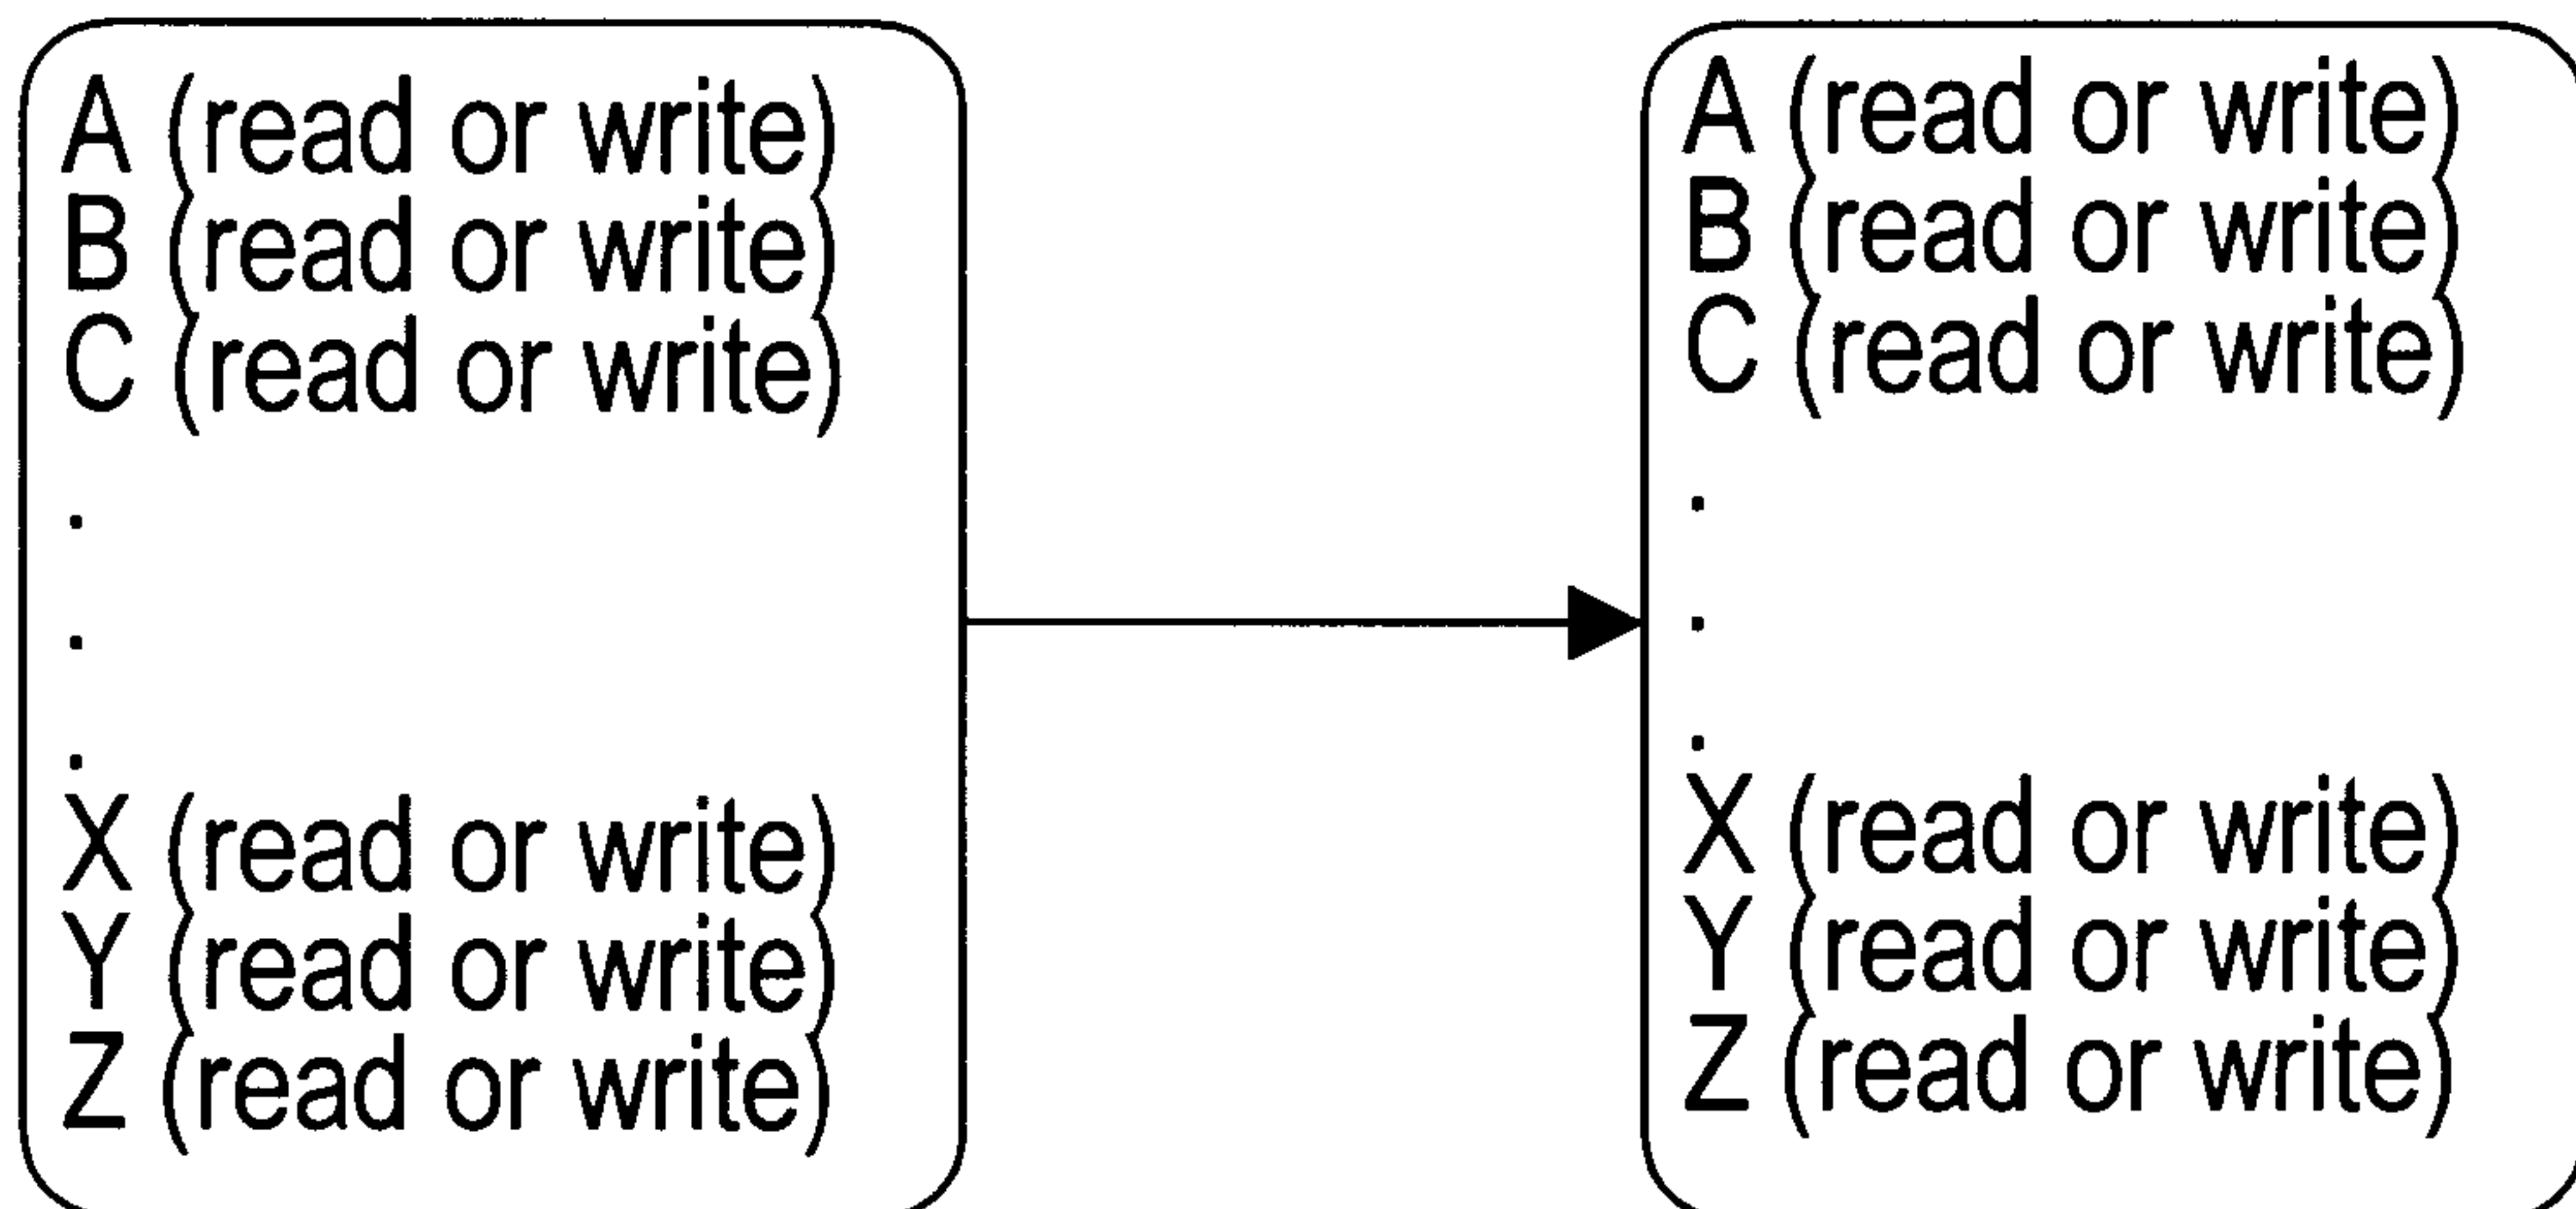 A (read or write)
B (read or write)
C (read or write)
.
.
.
X (read or write)
Y (read or write)
Z (read or write)
A (read or write)
B (read or write)
C (read or write)
.
.
.
X (read or write)
Y (read or write)
Z (read or write)